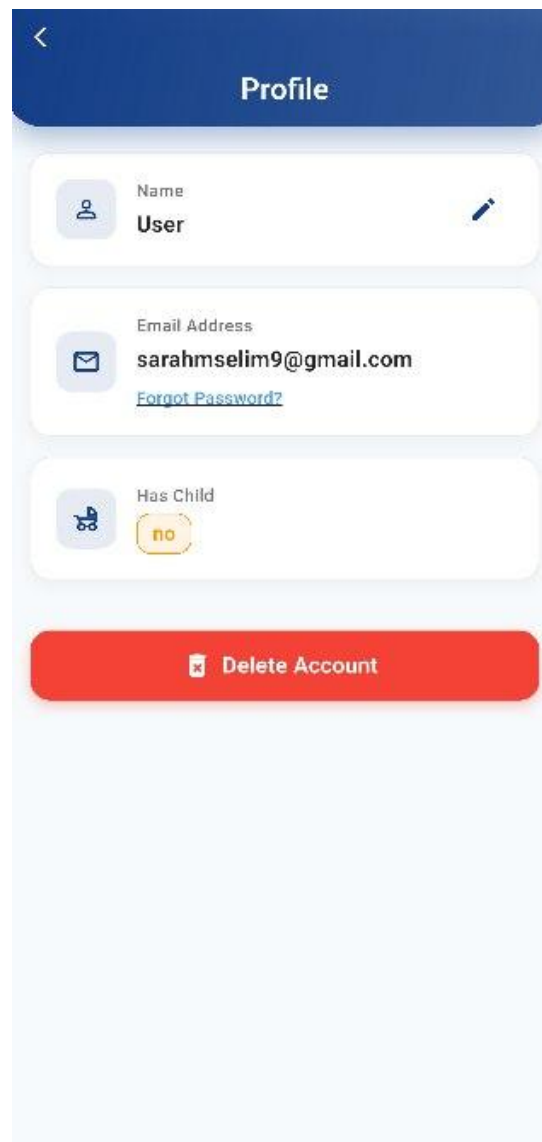 Profile
Name
User
Email Address
sarahmselim9@gmail.com
Forgot Password?
Has Child
no
Delete Account